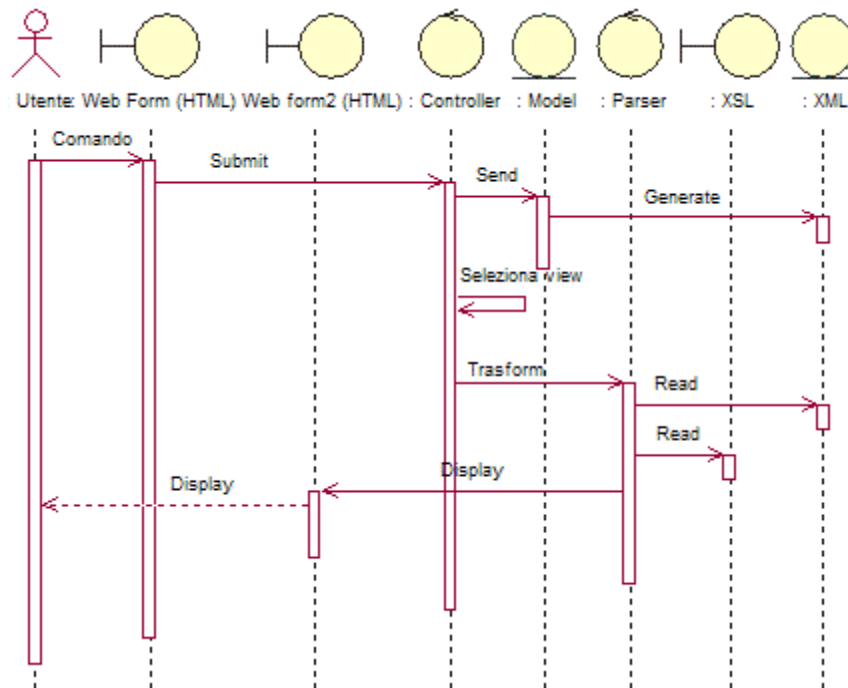 : Utente : Web Form (HTML) Web form2 (HTML) : Controller : Model : Parser : XSL : XML
Comando
Submit
Send
Generate
Seleziona view
Trasform
Read
Read
Display
Display